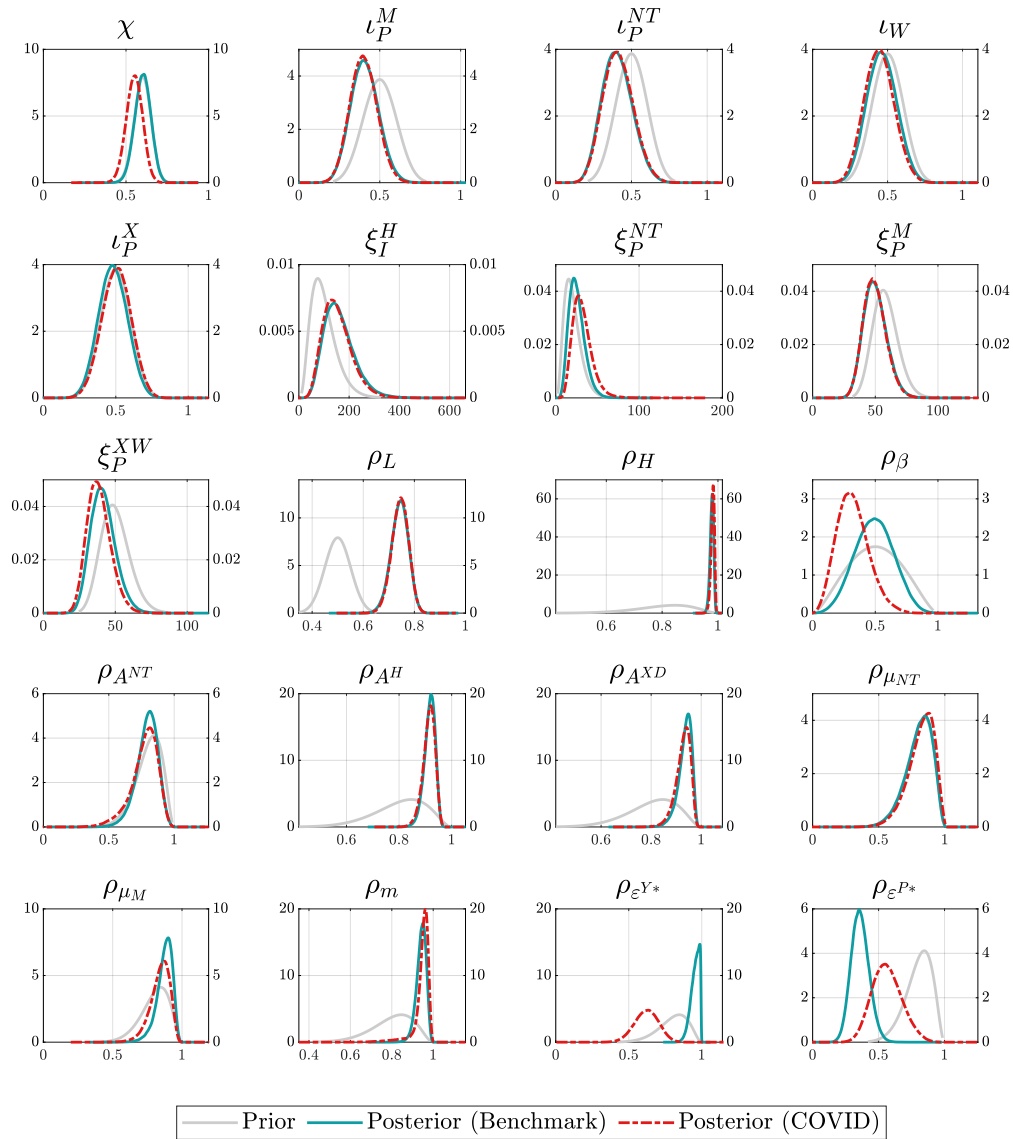 χ ι_P^M ι_P^{NT} ι_W
10 10 4 4 4
5 5 4 2 2 2 2 2
2
0 0 0 0 0 0 0 0
0 0.5 1 0 0.5 1 0 0.5 1 0 0.5 1
ι_P^X ξ_I^H ξ_P^{NT} ξ_P^M
4 4 0.01 0.01 0.04 0.04 0.04 0.04
2 2 0.005 0.005 0.02 0.02 0.02 0.02
0 0 0 0 0 0 0 0
0 0.5 1 0 200 400 600 0 100 200 0 50 100
ξ_P^{XW} ρ_L ρ_H ρ_β
0.04 0.04 10 10 60 60 3 3
0.02 0.02 5 5 40 40 2 2
20 20 1 1
0 0 0 0 0 0 0 0
0 50 100 0.4 0.6 0.8 1 0.6 0.8 1 0 0.5 1
ρ_{A^{NT}} ρ_{A^H} ρ_{A^{XD}} ρ_{μ_{NT}}
6 6 20 20 20 20
4 4 10 10 10 10 4 4
2 2 2 2
0 0 0 0 0 0 0 0
0 0.5 1 0.6 0.8 1 0.6 0.8 1 0 0.5 1
ρ_{μ_M} ρ_m ρ_{ε^{Y*}} ρ_{ε^{P*}}
10 10 20 20 20 20 6 6
5 5 10 10 10 10 4 4
2 2
0 0 0 0 0 0 0 0
0 0.5 1 0.4 0.6 0.8 1 0 0.5 1 0 0.5 1
Prior Posterior (Benchmark) Posterior (COVID)